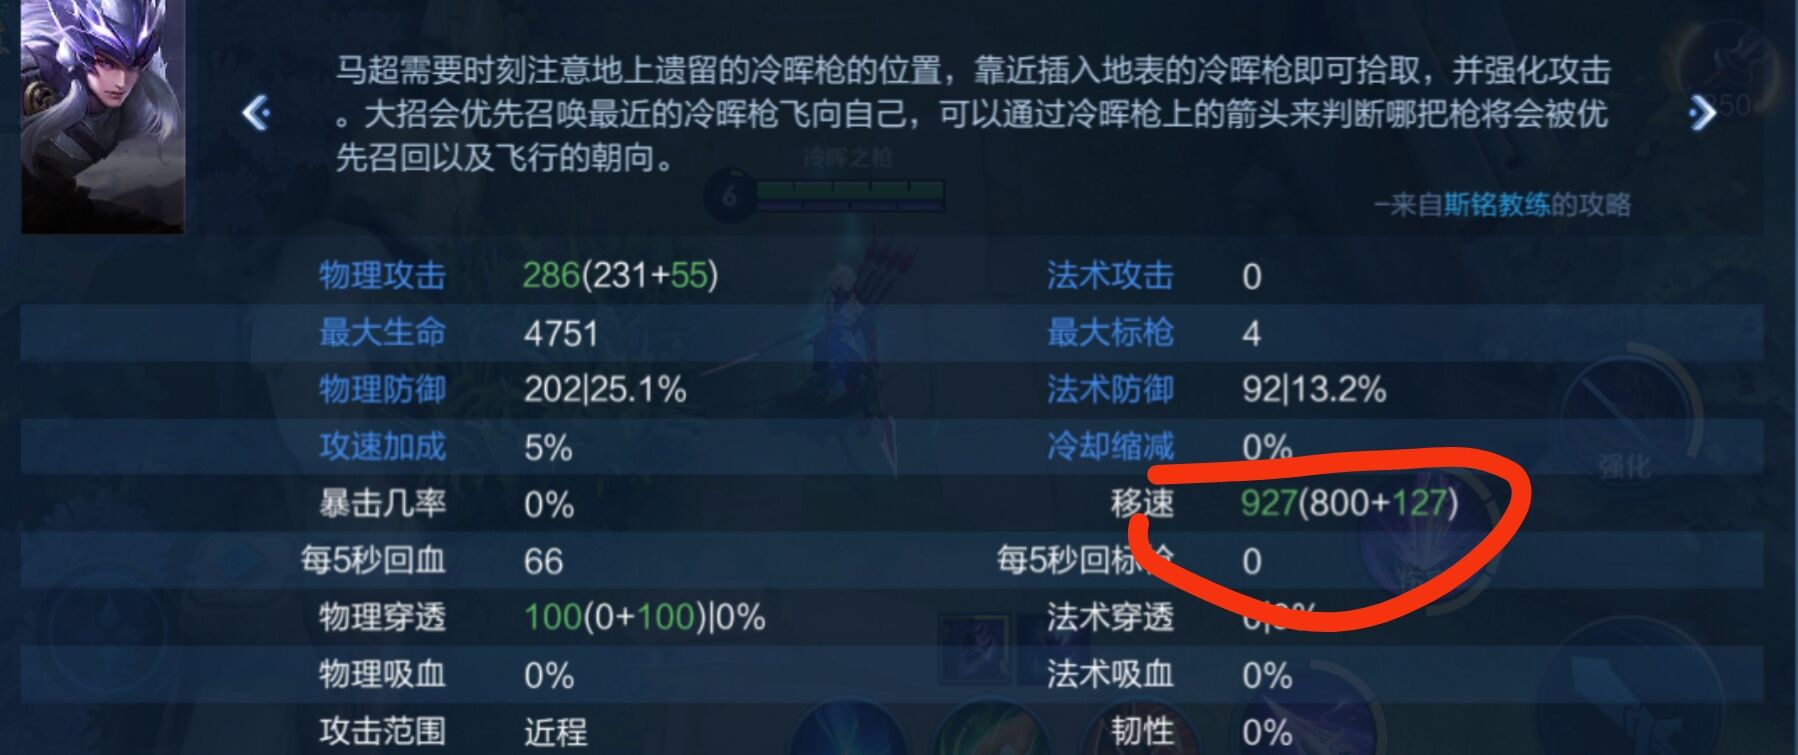 马超需要时刻注意地上遗留的冷晖枪的位置，靠近插入地表的冷晖枪即可拾取，并强化攻击
。大招会优先召唤最近的冷晖枪飞向自己，可以通过冷晖枪上的箭头来判断哪把枪将会被优
先召回以及飞行的朝向。
冷晖之枪
6
–来自斯铭教练的攻略
物理攻击 286(231+55) 法术攻击 0
最大生命 4751 最大标枪 4
物理防御 202|25.1% 法术防御 92|13.2%
攻速加成 5% 冷却缩减 0%
强化
暴击几率 0% 移速 927(800+127)
每5秒回血 66 每5秒回标枪 0
物理穿透 100(0+100)|0% 法术穿透 0|0%
物理吸血 0% 法术吸血 0%
攻击范围 近程 韧性 0%